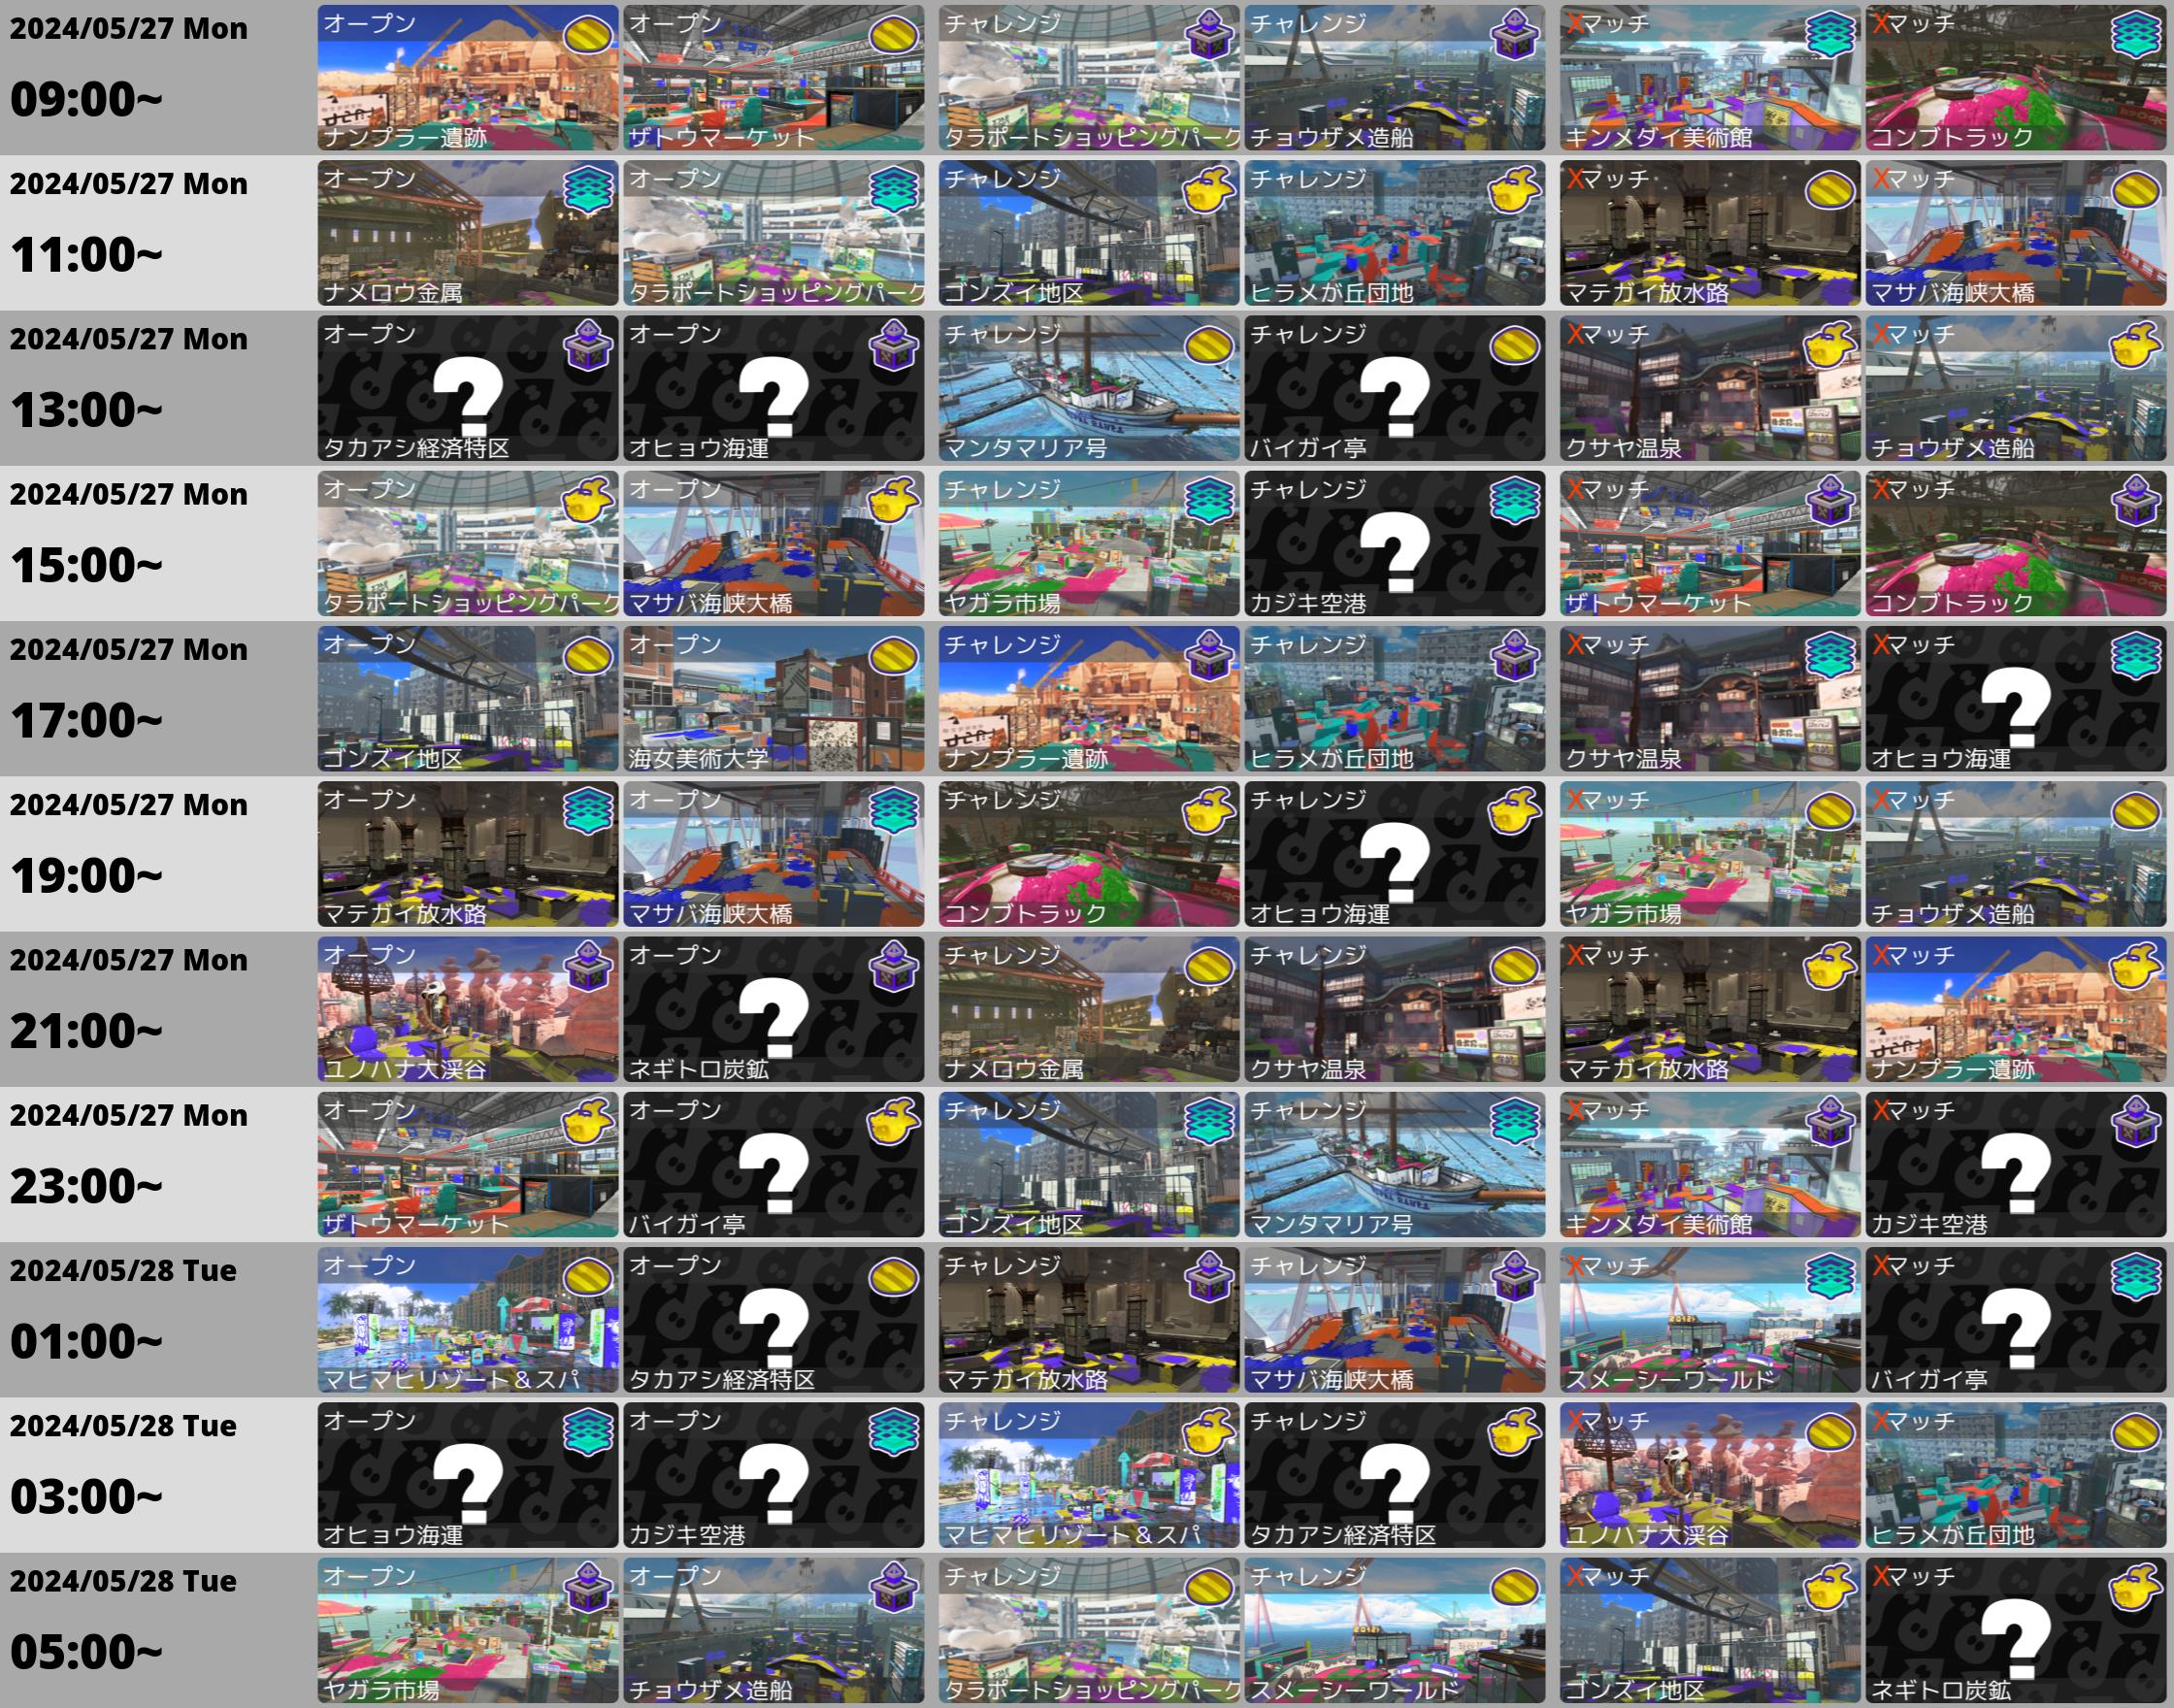 2024/05/27 Mon
09:00~
オープン
ナンプラー遺跡
オープン
ザトウマーケット
チャレンジ
タラポートショッピングパーク
チャレンジ
チョウザメ造船
Xマッチ
キンメダイ美術館
Xマッチ
コンブトラック
2024/05/27 Mon
11:00~
オープン
ナメロウ金属
オープン
タラポートショッピングパーク
チャレンジ
ゴンズイ地区
チャレンジ
ヒラメが丘団地
Xマッチ
マテガイ放水路
Xマッチ
マサバ海峡大橋
2024/05/27 Mon
13:00~
オープン
?
タカアシ経済特区
オープン
?
オヒョウ海運
チャレンジ
マンタマリア号
チャレンジ
?
バイガイ亭
Xマッチ
クサヤ温泉
Xマッチ
チョウザメ造船
2024/05/27 Mon
15:00~
オープン
タラポートショッピングパーク
オープン
マサバ海峡大橋
チャレンジ
ヤガラ市場
チャレンジ
?
カジキ空港
Xマッチ
ザトウマーケット
Xマッチ
コンブトラック
2024/05/27 Mon
17:00~
オープン
ゴンズイ地区
オープン
海女美術大学
チャレンジ
ナンプラー遺跡
チャレンジ
ヒラメが丘団地
Xマッチ
クサヤ温泉
Xマッチ
?
オヒョウ海運
2024/05/27 Mon
19:00~
オープン
マテガイ放水路
オープン
マサバ海峡大橋
チャレンジ
コンブトラック
チャレンジ
?
オヒョウ海運
Xマッチ
ヤガラ市場
Xマッチ
チョウザメ造船
2024/05/27 Mon
21:00~
オープン
ユノハナ大渓谷
オープン
?
ネギトロ炭鉱
チャレンジ
ナメロウ金属
チャレンジ
クサヤ温泉
Xマッチ
マテガイ放水路
Xマッチ
ナンプラー遺跡
2024/05/27 Mon
23:00~
オープン
ザトウマーケット
オープン
?
バイガイ亭
チャレンジ
ゴンズイ地区
チャレンジ
マンタマリア号
Xマッチ
キンメダイ美術館
Xマッチ
?
カジキ空港
2024/05/28 Tue
01:00~
オープン
マヒマヒリゾート&スパ
オープン
?
タカアシ経済特区
チャレンジ
マテガイ放水路
チャレンジ
マサバ海峡大橋
Xマッチ
スメーシーワールド
Xマッチ
?
バイガイ亭
2024/05/28 Tue
03:00~
オープン
?
オヒョウ海運
オープン
?
カジキ空港
チャレンジ
マヒマヒリゾート&スパ
チャレンジ
?
タカアシ経済特区
Xマッチ
ユノハナ大渓谷
Xマッチ
ヒラメが丘団地
2024/05/28 Tue
05:00~
オープン
ヤガラ市場
オープン
チョウザメ造船
チャレンジ
タラポートショッピングパーク
チャレンジ
スメーシーワールド
Xマッチ
ゴンズイ地区
Xマッチ
?
ネギトロ炭鉱